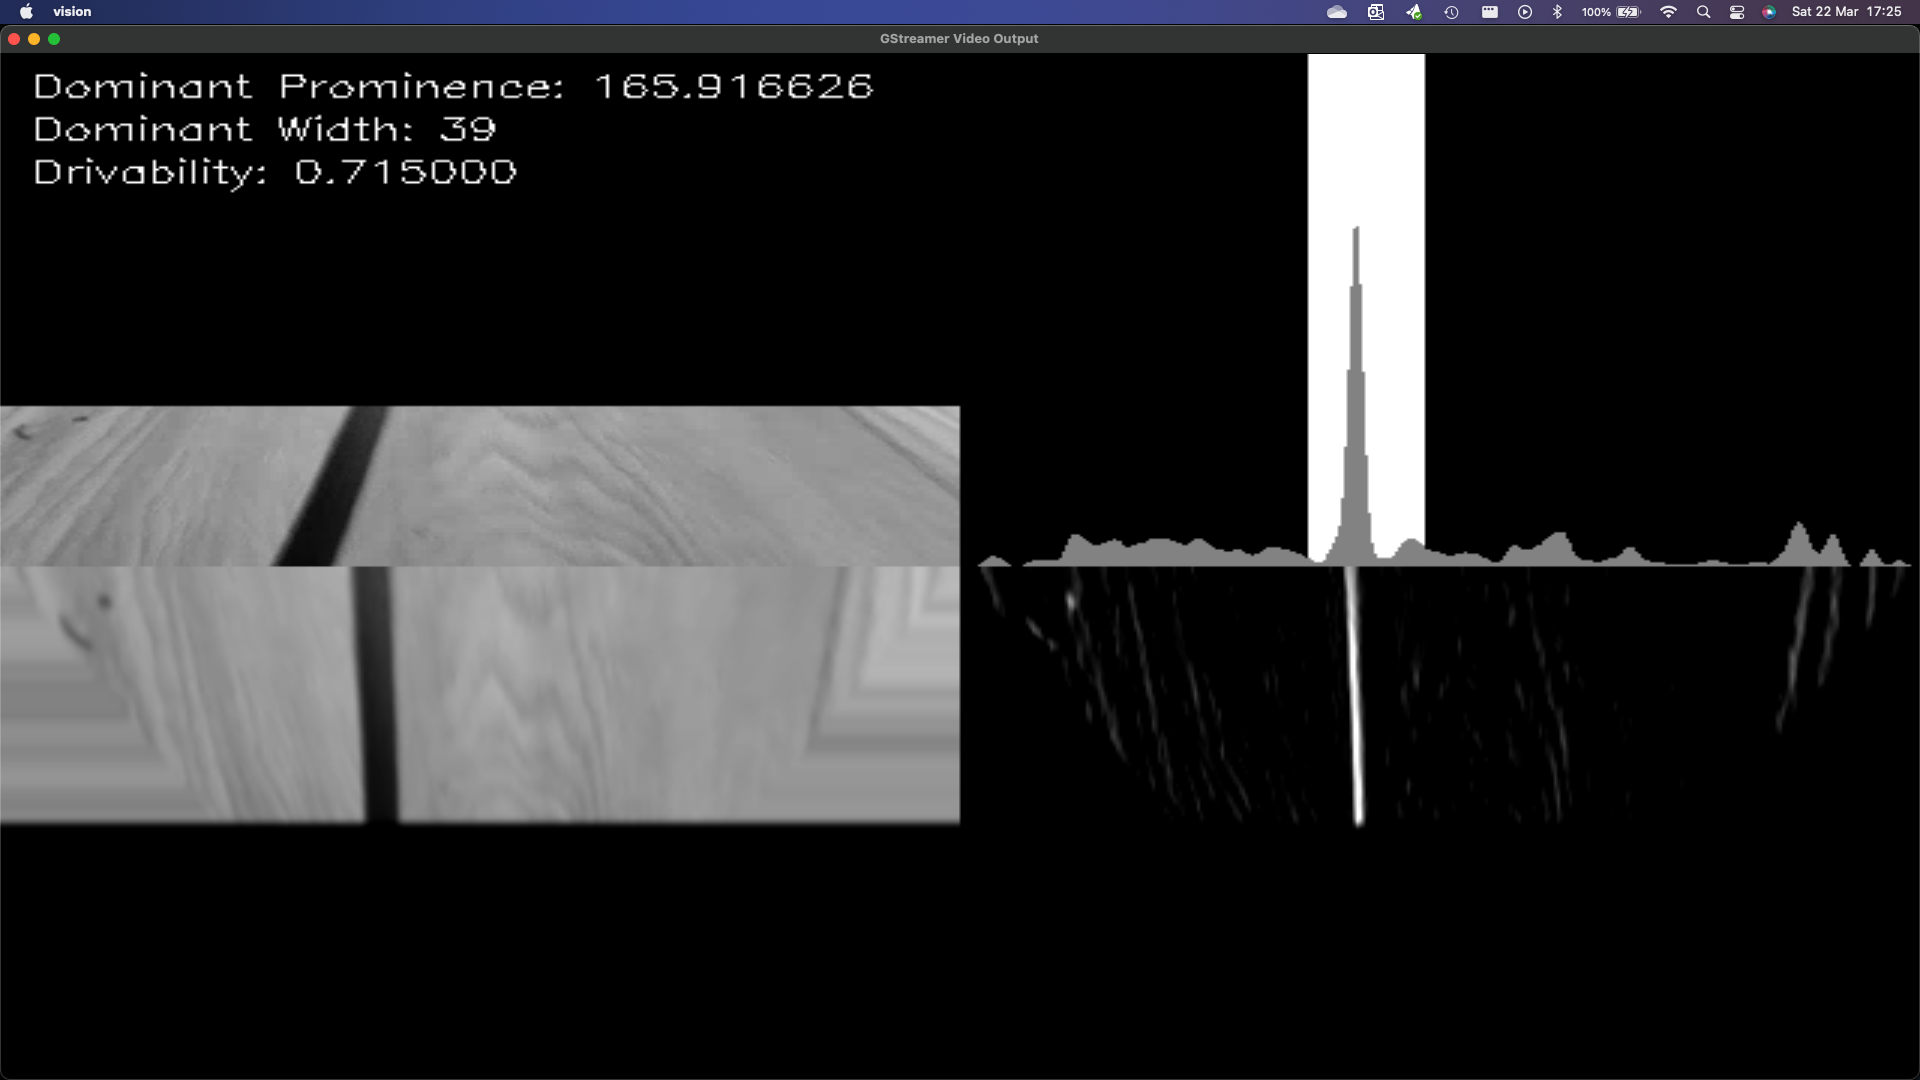 vision
100%
Sat 22 Mar 17:25
GStreamer Video Output
Dominant Prominence: 165.916626
Dominant Width: 39
Drivability: 0.715000